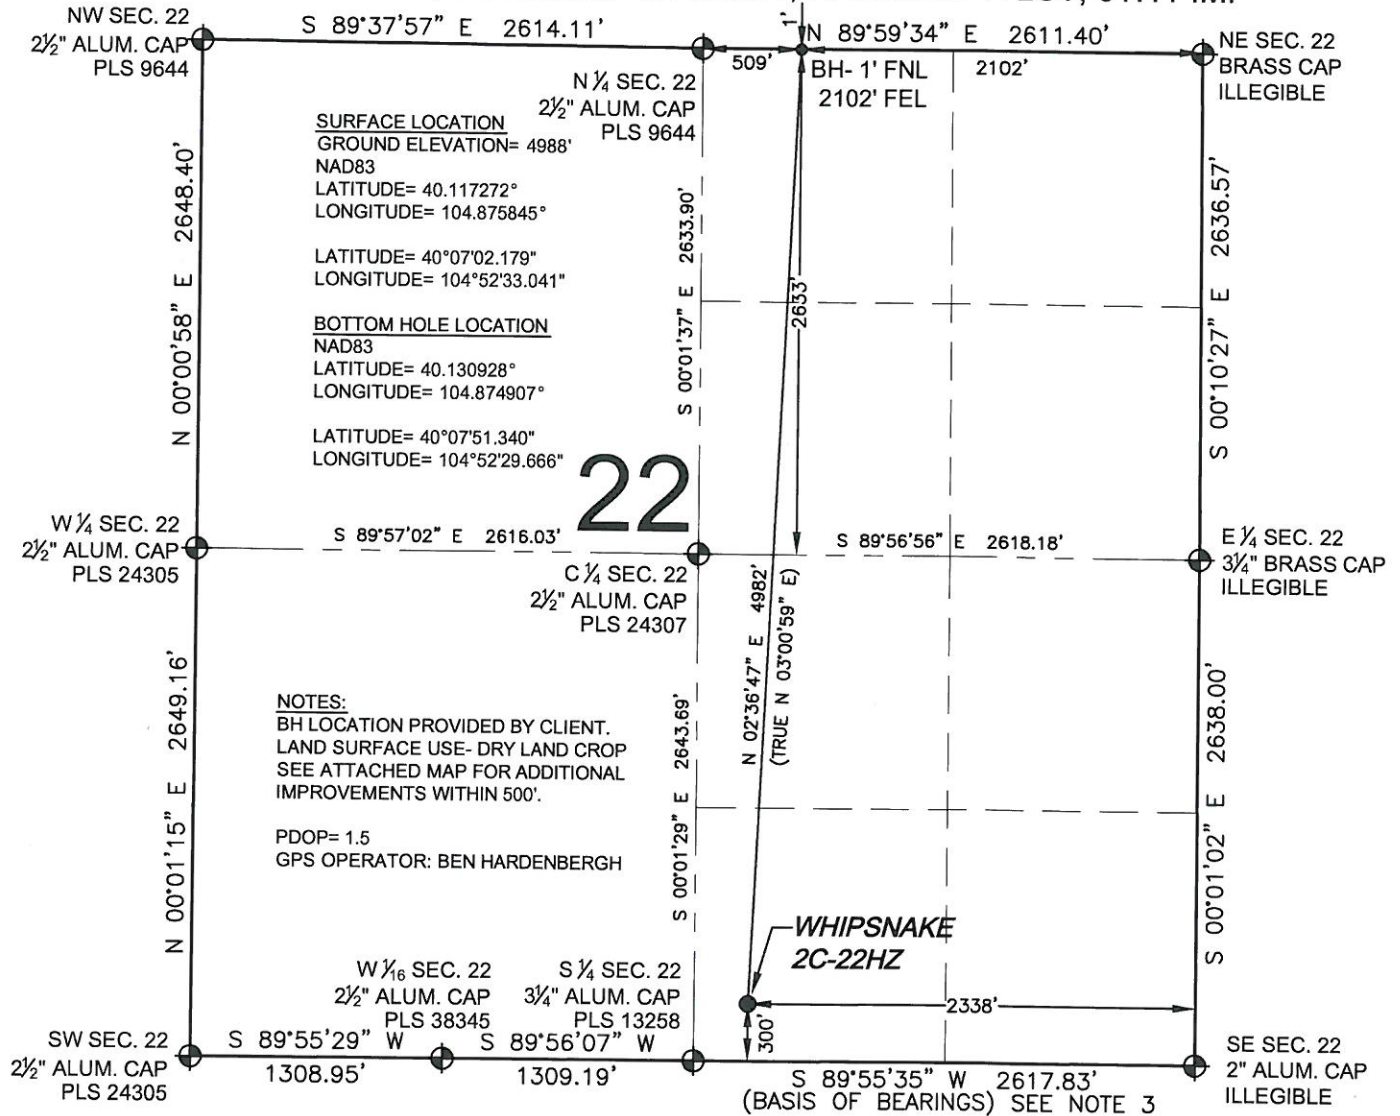 S 89°37'57" E 2614.11'
1'
N 89°59'34" E 2611.40'
NW SEC. 22
2½" ALUM. CAP
PLS 9644
509'
2102'
NE SEC. 22
BRASS CAP
ILLEGIBLE
BH- 1' FNL
2102' FEL
N ¼ SEC. 22
2½" ALUM. CAP
PLS 9644
SURFACE LOCATION
GROUND ELEVATION= 4988'
NAD83
LATITUDE= 40.117272°
LONGITUDE= 104.875845°
LATITUDE= 40°07'02.179"
LONGITUDE= 104°52'33.041"
BOTTOM HOLE LOCATION
NAD83
LATITUDE= 40.130928°
LONGITUDE= 104.874907°
LATITUDE= 40°07'51.340"
LONGITUDE= 104°52'29.666"
N 00°00'58" E 2648.40'
S 00°01'37" E 2633.90'
2633'
S 00°10'27" E 2636.57'
22
W ¼ SEC. 22
2½" ALUM. CAP
PLS 24305
S 89°57'02" E 2616.03'
S 89°56'56" E 2618.18'
E ¼ SEC. 22
3¼" BRASS CAP
ILLEGIBLE
C ¼ SEC. 22
2½" ALUM. CAP
PLS 24307
N 02°36'47" E 4982'
(TRUE N 03°00'59" E)
N 00°01'15" E 2649.16'
S 00°01'29" E 2643.69'
S 00°01'02" E 2638.00'
NOTES:
BH LOCATION PROVIDED BY CLIENT.
LAND SURFACE USE- DRY LAND CROP
SEE ATTACHED MAP FOR ADDITIONAL
IMPROVEMENTS WITHIN 500'.
PDOP= 1.5
GPS OPERATOR: BEN HARDENBERGH
WHIPSNAKE
2C-22HZ
2338'
300'
W 1⁄16 SEC. 22
2½" ALUM. CAP
PLS 38345
S ¼ SEC. 22
3¼" ALUM. CAP
PLS 13258
SW SEC. 22
2½" ALUM. CAP
PLS 24305
S 89°55'29" W
1308.95'
S 89°56'07" W
1309.19'
S 89°55'35" W 2617.83'
(BASIS OF BEARINGS) SEE NOTE 3
SE SEC. 22
2" ALUM. CAP
ILLEGIBLE